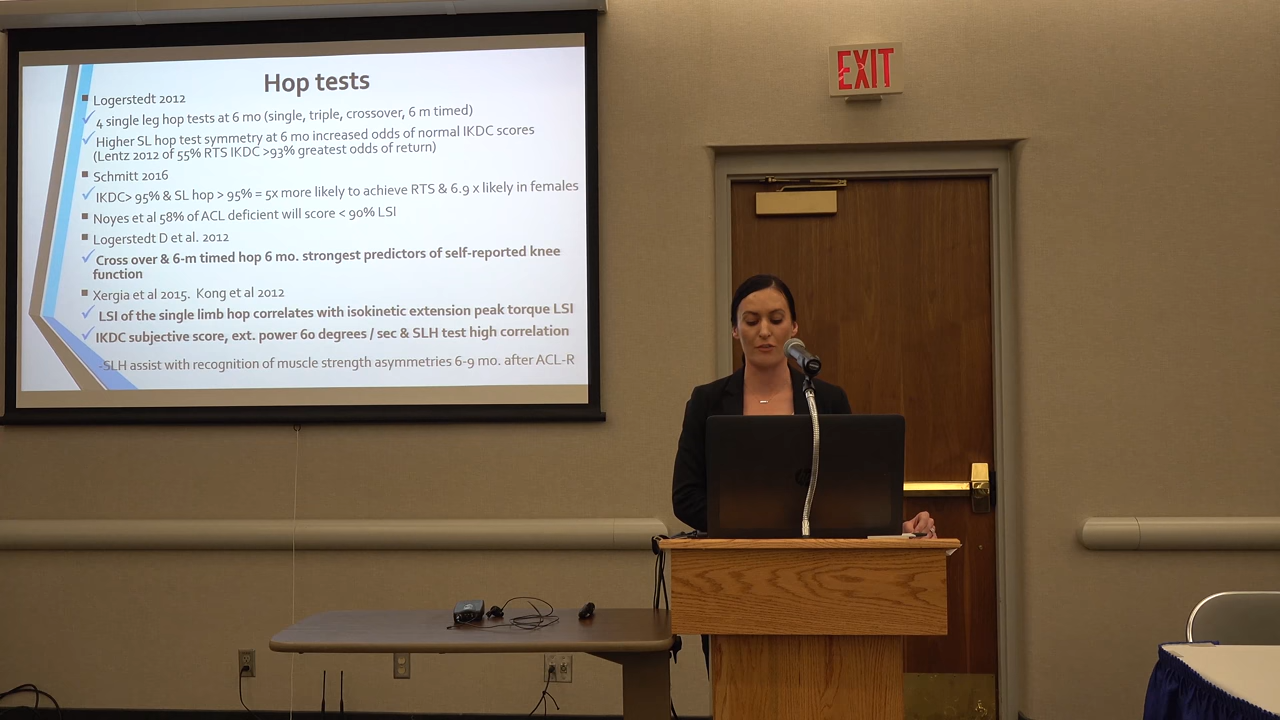 Hop tests
Logerstedt 2012
4 single leg hop tests at 6 mo (single, triple, crossover, 6 m timed)
Higher SL hop test symmetry at 6 mo increased odds of normal IKDC scores
(Lentz 2012 of 55% RTS IKDC >93% greatest odds of return)
Schmitt 2016
IKDC> 95% & SL hop > 95% = 5x more likely to achieve RTS & 6.9 x likely in females
Noyes et al 58% of ACL deficient will score < 90% LSI
Logerstedt D et al. 2012
Cross over & 6-m timed hop 6 mo. strongest predictors of self-reported knee
function
Xergia et al 2015. Kong et al 2012
LSI of the single limb hop correlates with isokinetic extension peak torque LSI
IKDC subjective score, ext. power 60 degrees / sec & SLH test high correlation
-SLH assist with recognition of muscle strength asymmetries 6-9 mo. after ACL-R
EXIT